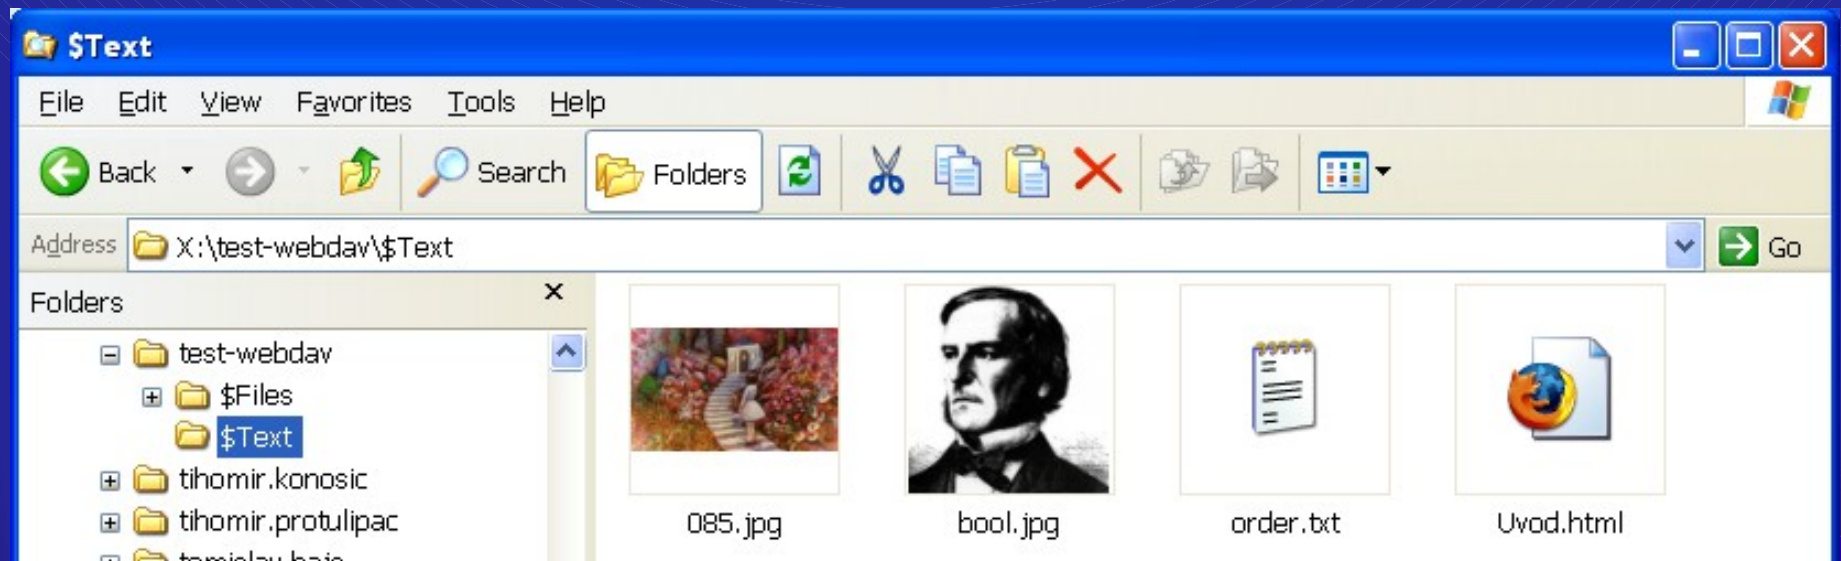 $Text
File Edit View Favorites Tools Help
Back Search Folders
Address X:\test-webdav\$Text Go
Folders
test-webdav
$Files
$Text
tihomir.konosic
tihomir.protulipac
085.jpg bool.jpg order.txt Uvod.html